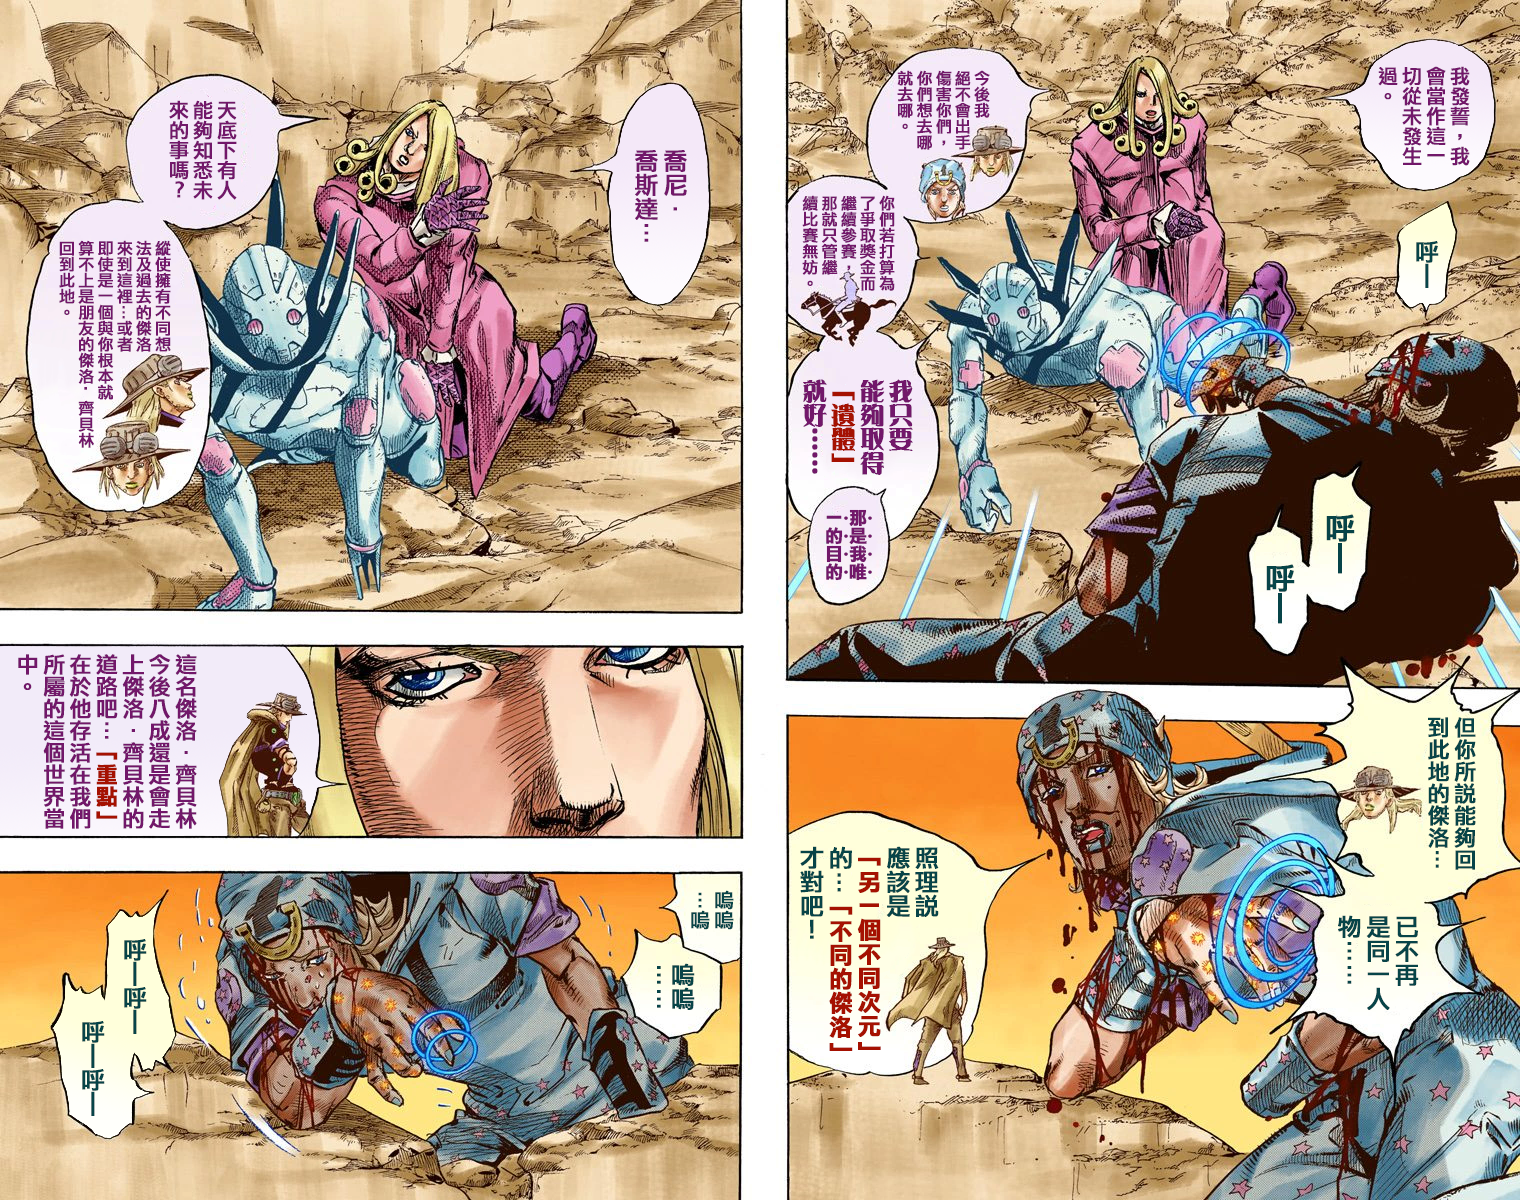 我發誓，我
會當作這一
切從未發生
過。
今後我
絕不會出手
傷害你們，
你們想去哪
就去哪。
你們若打算為
了爭取獎金而
繼續參賽
那就只管繼
續比賽無妨。
我只要
能夠取得
「遺體」
就好……
那是我唯
一的目的
呼—
呼—
呼—
但你所説能夠回
到此地的傑洛…
已不再
是同一人
物……
照理説
應該是
「另一個不同次元」
的…「不同的傑洛」
才對吧！
喬尼·
喬斯達…
天底下有人
能夠知悉未
來的事嗎？
縱使擁有不同想
法及過去的傑洛
來到這裡…或者
即使是一個與你根本就
算不上是朋友的傑洛·齊貝林
回到此地。
這名傑洛·齊貝林
今後八成還是會走
上傑洛·齊貝林的
道路吧…「重點」
在於他存活在我們
所屬的這個世界當
中。
嗚嗚
…嗚
嗚嗚
……
呼—呼—
呼—呼—